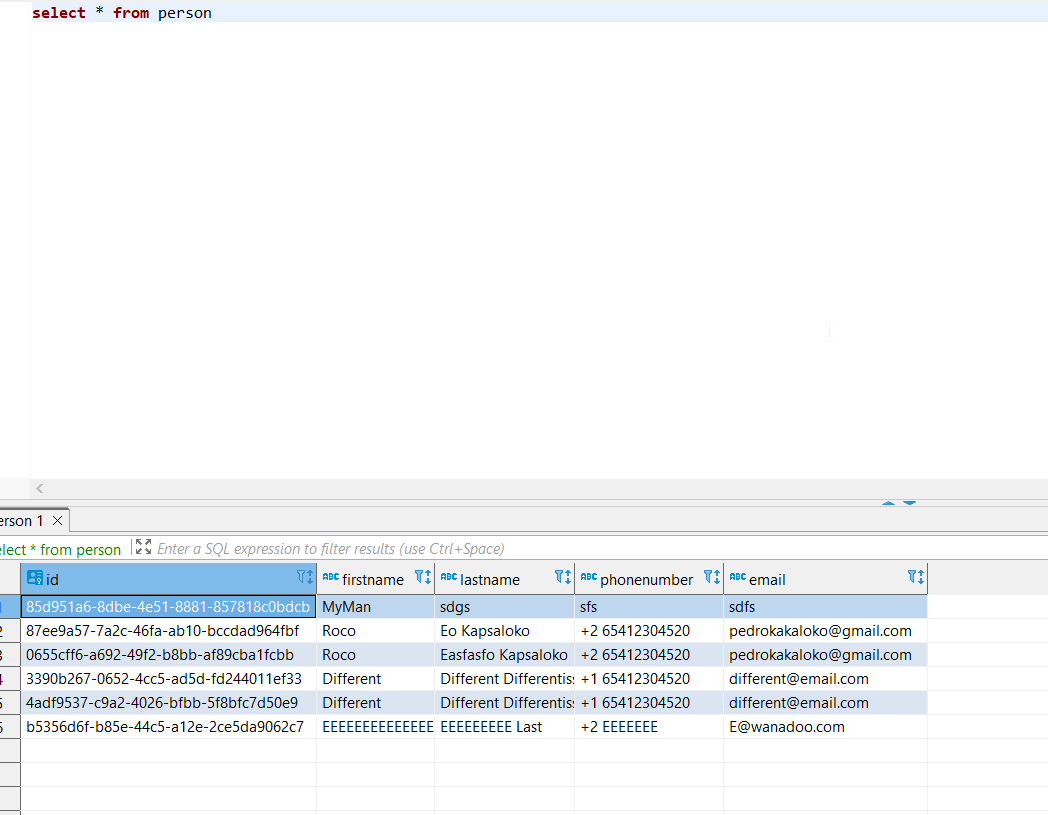 select * from person
erson 1
elect * from person Enter a SQL expression to filter results (use Ctrl+Space)
id ABC firstname ABC lastname ABC phonenumber ABC email
1 85d951a6-8dbe-4e51-8881-857818c0bdcb MyMan sdgs sfs sdfs
2 87ee9a57-7a2c-46fa-ab10-bccdad964fbf Roco Eo Kapsaloko +2 65412304520 pedrokakaloko@gmail.com
3 0655cff6-a692-49f2-b8bb-af89cba1fcbb Roco Easfasfo Kapsaloko +2 65412304520 pedrokakaloko@gmail.com
4 3390b267-0652-4cc5-ad5d-fd244011ef33 Different Different Differentis +1 65412304520 different@email.com
5 4adf9537-c9a2-4026-bfbb-5f8bfc7d50e9 Different Different Differentis +1 65412304520 different@email.com
6 b5356d6f-b85e-44c5-a12e-2ce5da9062c7 EEEEEEEEEEEEEE EEEEEEEEE Last +2 EEEEEEE E@wanadoo.com